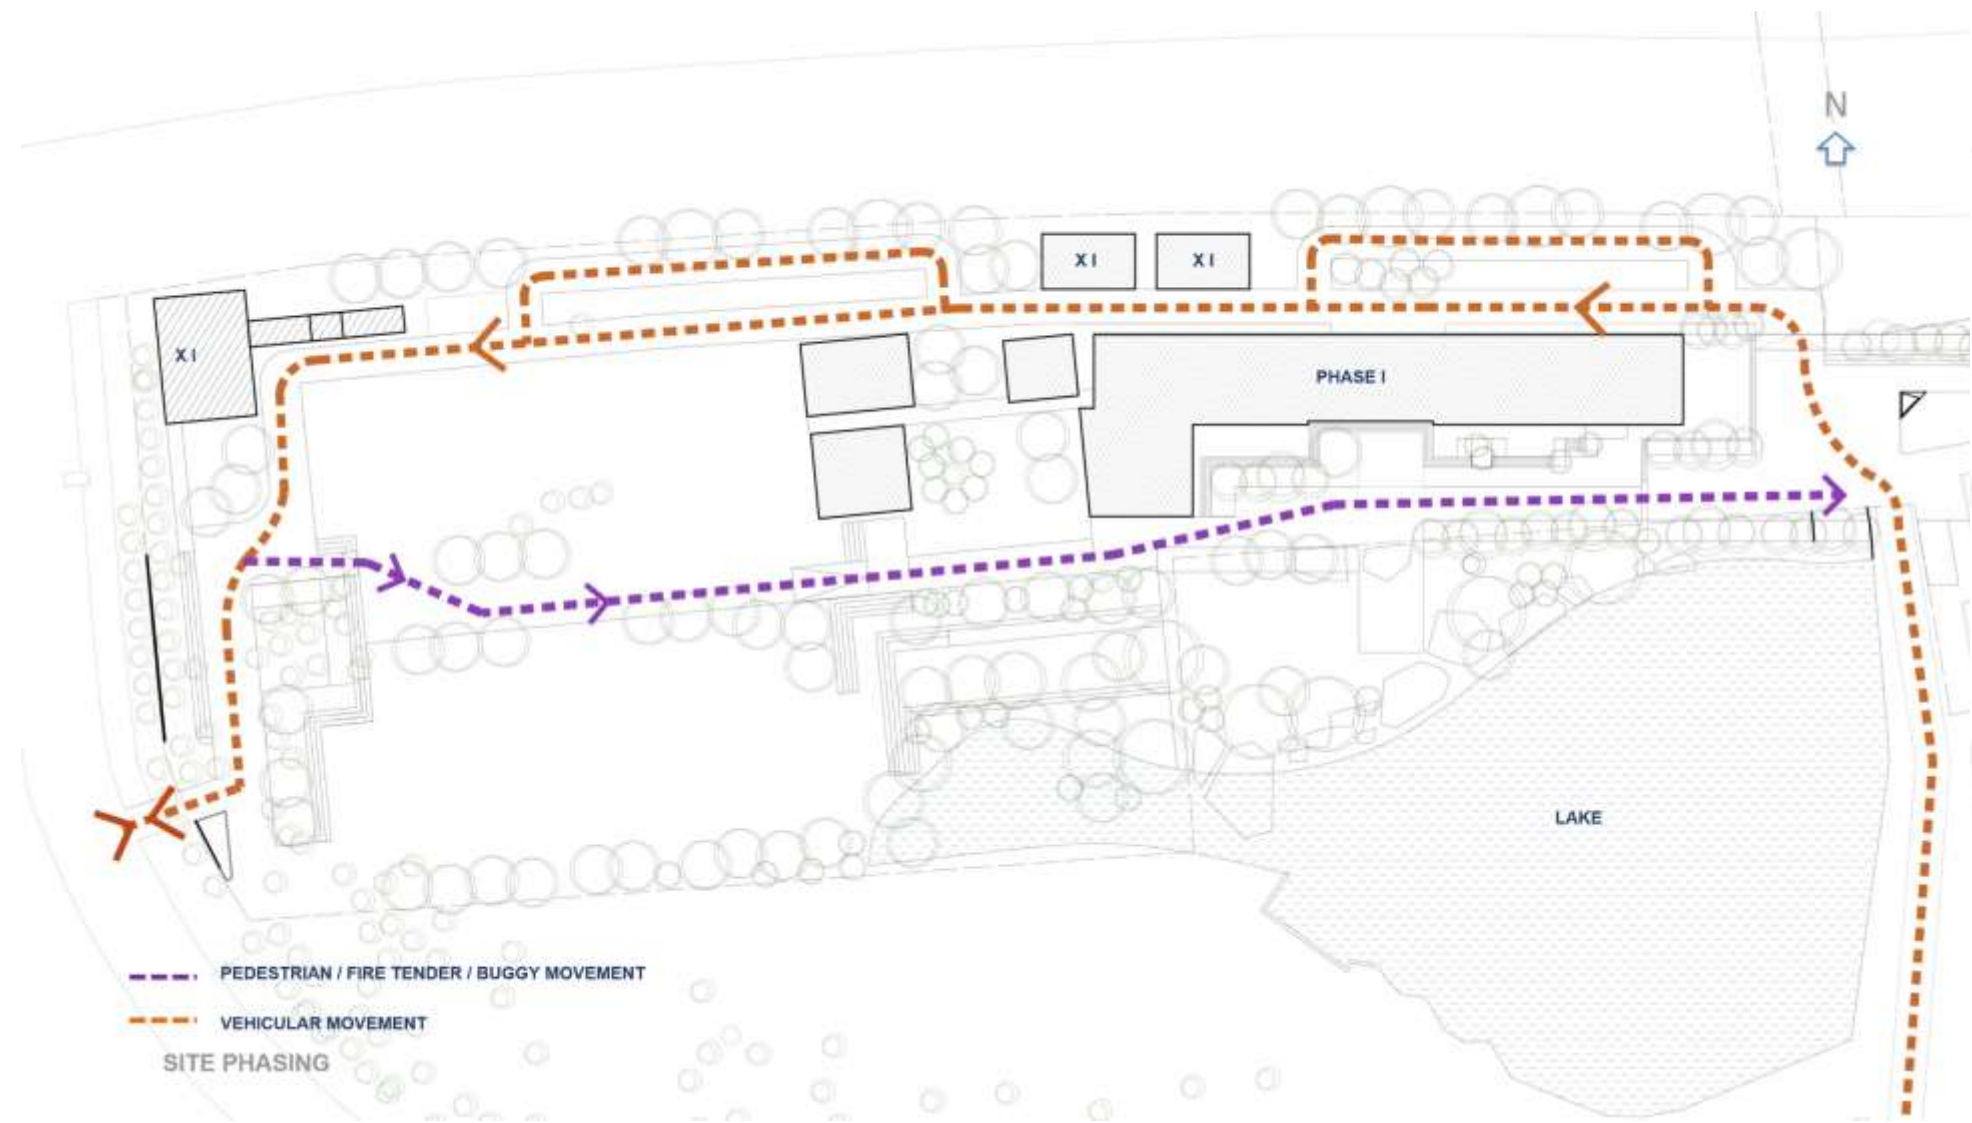 N
X I
X I
X I
PHASE I
LAKE
PEDESTRIAN / FIRE TENDER / BUGGY MOVEMENT
VEHICULAR MOVEMENT
SITE PHASING